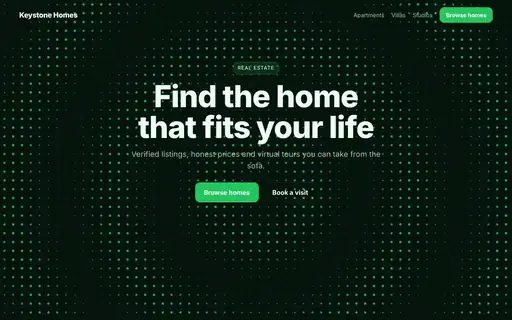 Keystone Homes
Apartments Villas Studios Browse homes
REAL ESTATE
Find the home
that fits your life
Verified listings, honest prices and virtual tours you can take from the
sofa.
Browse homes Book a visit